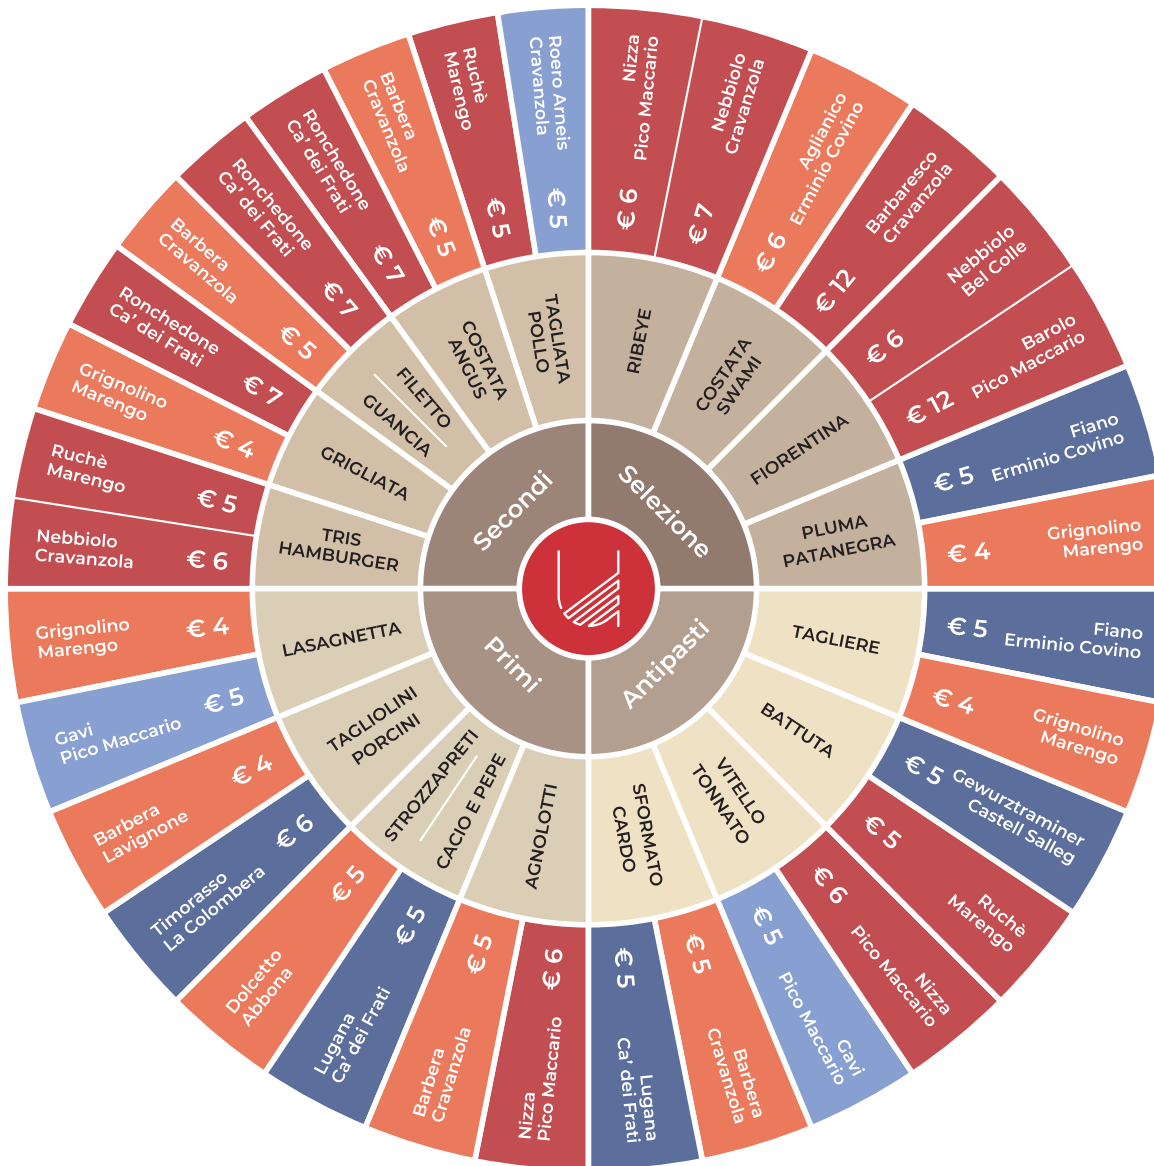 Selezione
RIBEYE
Nizza
Pico Maccario
€ 6
Nebbiolo
Cravanzola
€ 7
COSTATA
SWAMI
Aglianico
Erminio Covino
€ 6
Barbaresco
Cravanzola
€ 12
FIORENTINA
Nebbiolo
Bel Colle
€ 6
Barolo
Pico Maccario
€ 12
PLUMA
PATANEGRA
Fiano
Erminio Covino
€ 5
Grignolino
Marengo
€ 4
Antipasti
TAGLIERE
Fiano
Erminio Covino
€ 5
Grignolino
Marengo
€ 4
BATTUTA
Gewurztraminer
Castell Salleg
€ 5
Ruchè
Marengo
€ 5
VITELLO
TONNATO
Nizza
Pico Maccario
€ 6
Gavi
Pico Maccario
€ 5
SFORMATO
CARDO
Barbera
Cravanzola
€ 5
Lugana
Ca' dei Frati
€ 5
Primi
AGNOLOTTI
Nizza
Pico Maccario
€ 6
Barbera
Cravanzola
€ 5
STROZZAPRETI
CACIO E PEPE
Lugana
Ca' dei Frati
€ 5
Dolcetto
Abbona
€ 5
TAGLIOLINI
PORCINI
Timorasso
La Colombera
€ 6
Barbera
Lavignone
€ 4
LASAGNETTA
Gavi
Pico Maccario
€ 5
Grignolino
Marengo
€ 4
Secondi
TRIS
HAMBURGER
Nebbiolo
Cravanzola
€ 6
Ruchè
Marengo
€ 5
GRIGLIATA
Grignolino
Marengo
€ 4
Ronchedone
Ca' dei Frati
€ 7
FILETTO
GUANCIA
Barbera
Cravanzola
€ 5
Ronchedone
Ca' dei Frati
€ 7
COSTATA
ANGUS
Ronchedone
Ca' dei Frati
€ 7
Barbera
Cravanzola
€ 5
TAGLIATA
POLLO
Ruchè
Marengo
€ 5
Roero Arneis
Cravanzola
€ 5